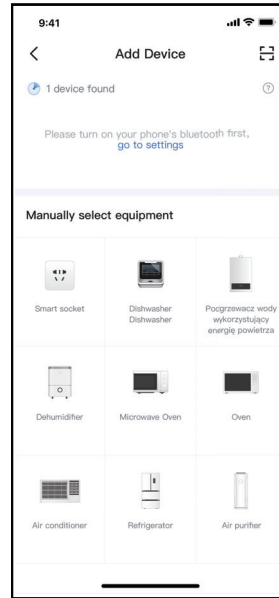 9:41
Add Device
1 device found
Please turn on your phone's bluetooth first,
go to settings
Manually select equipment
Smart socket
Dishwasher
Dishwasher
Pocgrzewacz wody
wykorzystujący
energię powietrza
Dehumidifier
Microwave Oven
Oven
Air conditioner
Refrigerator
Air purifier